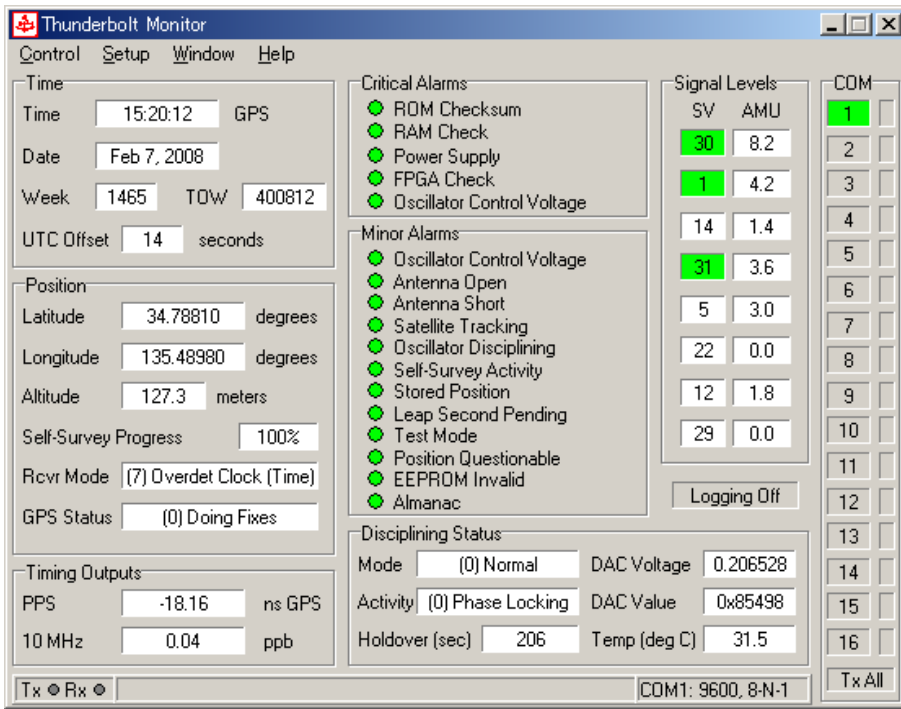 Thunderbolt Monitor
Control Setup Window Help
Time
Time 15:20:12 GPS
Date Feb 7, 2008
Week 1465 TOW 400812
UTC Offset 14 seconds
Position
Latitude 34.78810 degrees
Longitude 135.48980 degrees
Altitude 127.3 meters
Self-Survey Progress 100%
Rcvr Mode (7) Overdet Clock (Time)
GPS Status (0) Doing Fixes
Timing Outputs
PPS -18.16 ns GPS
10 MHz 0.04 ppb
Critical Alarms
ROM Checksum
RAM Check
Power Supply
FPGA Check
Oscillator Control Voltage
Minor Alarms
Oscillator Control Voltage
Antenna Open
Antenna Short
Satellite Tracking
Oscillator Disciplining
Self-Survey Activity
Stored Position
Leap Second Pending
Test Mode
Position Questionable
EEPROM Invalid
Almanac
Signal Levels
SV AMU
30 8.2
1 4.2
14 1.4
31 3.6
5 3.0
22 0.0
12 1.8
29 0.0
Logging Off
Disciplining Status
Mode (0) Normal DAC Voltage 0.206528
Activity (0) Phase Locking DAC Value 0x85498
Holdover (sec) 206 Temp (deg C) 31.5
COM
1
2
3
4
5
6
7
8
9
10
11
12
13
14
15
16
Tx All
Tx Rx COM1: 9600, 8-N-1